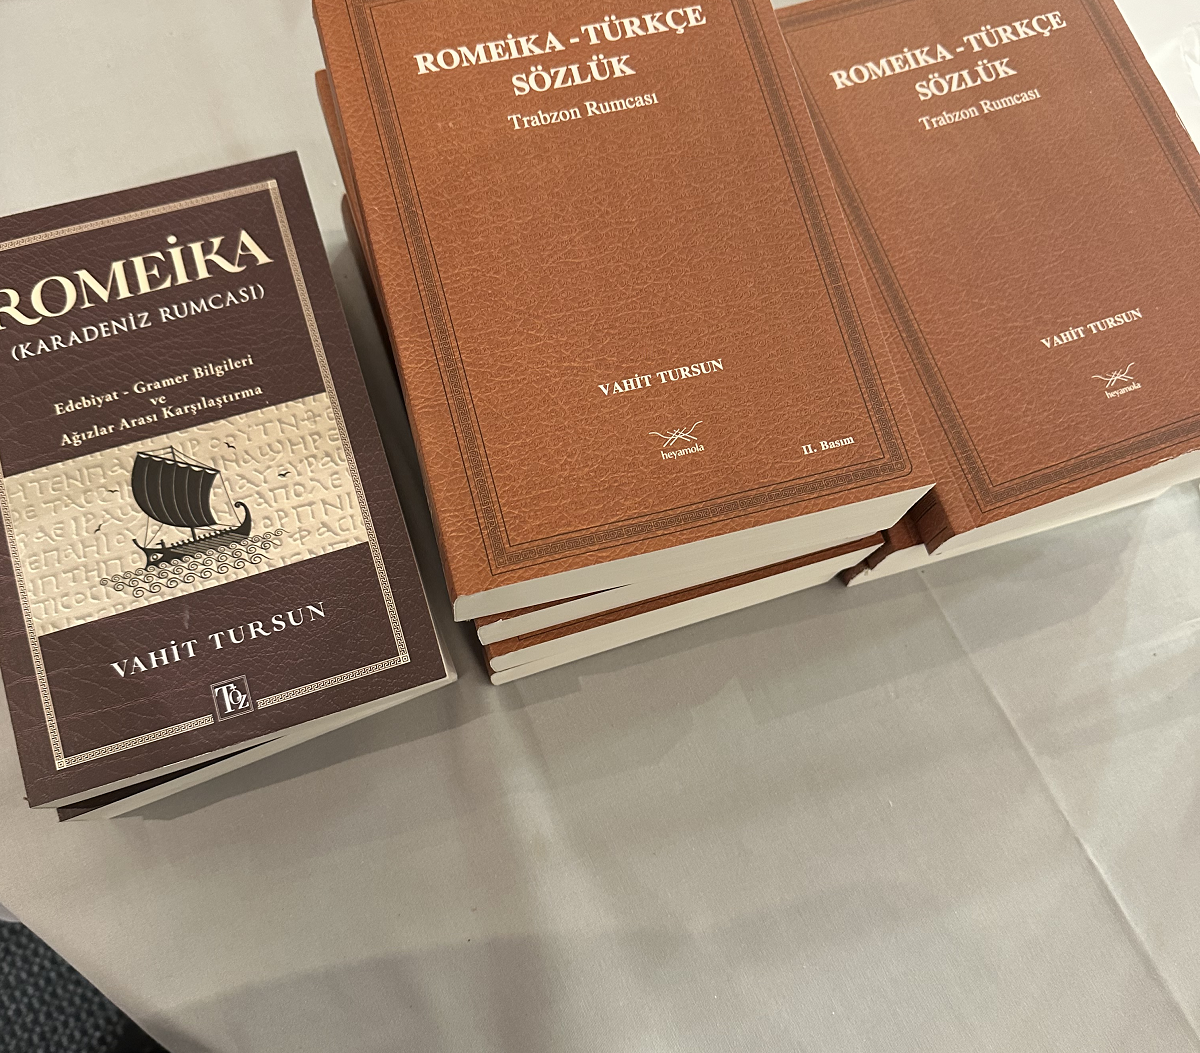 ROMEİKA
(KARADENİZ RUMCASI)
Edebiyat - Gramer Bilgileri
ve
Ağızlar Arası Karşılaştırma
VAHİT TURSUN
Töz
ROMEİKA - TÜRKÇE
SÖZLÜK
Trabzon Rumcası
VAHİT TURSUN
heyamola
II. Basım
ROMEİKA - TÜRKÇE
SÖZLÜK
Trabzon Rumcası
VAHİT TURSUN
heyamola